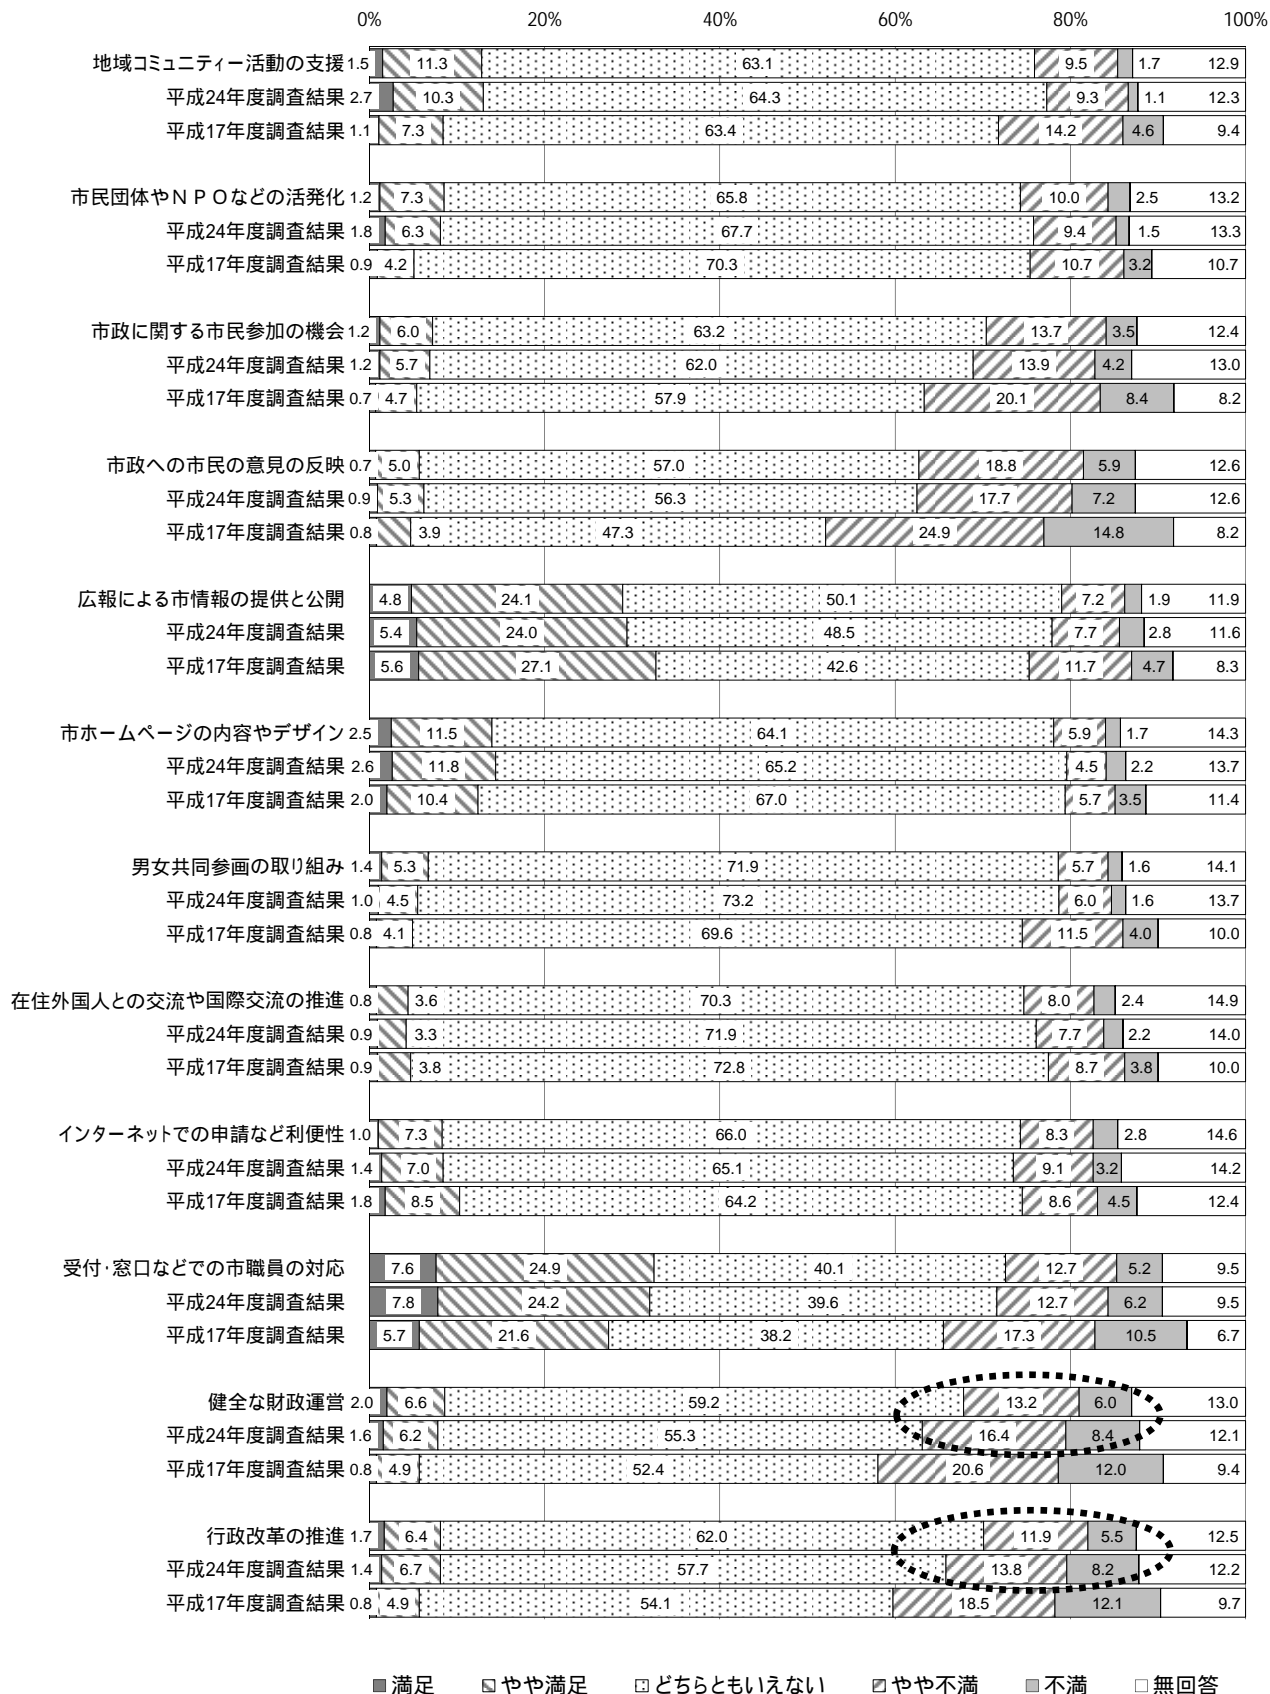 0% 20% 40% 60% 80% 100%
地域コミュニティー活動の支援 1.5 11.3 63.1 9.5 1.7 12.9
平成24年度調査結果 2.7 10.3 64.3 9.3 1.1 12.3
平成17年度調査結果 1.1 7.3 63.4 14.2 4.6 9.4
市民団体やNPOなどの活発化 1.2 7.3 65.8 10.0 2.5 13.2
平成24年度調査結果 1.8 6.3 67.7 9.4 1.5 13.3
平成17年度調査結果 0.9 4.2 70.3 10.7 3.2 10.7
市政に関する市民参加の機会 1.2 6.0 63.2 13.7 3.5 12.4
平成24年度調査結果 1.2 5.7 62.0 13.9 4.2 13.0
平成17年度調査結果 0.7 4.7 57.9 20.1 8.4 8.2
市政への市民の意見の反映 0.7 5.0 57.0 18.8 5.9 12.6
平成24年度調査結果 0.9 5.3 56.3 17.7 7.2 12.6
平成17年度調査結果 0.8 3.9 47.3 24.9 14.8 8.2
広報による市情報の提供と公開 4.8 24.1 50.1 7.2 1.9 11.9
平成24年度調査結果 5.4 24.0 48.5 7.7 2.8 11.6
平成17年度調査結果 5.6 27.1 42.6 11.7 4.7 8.3
市ホームページの内容やデザイン 2.5 11.5 64.1 5.9 1.7 14.3
平成24年度調査結果 2.6 11.8 65.2 4.5 2.2 13.7
平成17年度調査結果 2.0 10.4 67.0 5.7 3.5 11.4
男女共同参画の取り組み 1.4 5.3 71.9 5.7 1.6 14.1
平成24年度調査結果 1.0 4.5 73.2 6.0 1.6 13.7
平成17年度調査結果 0.8 4.1 69.6 11.5 4.0 10.0
在住外国人との交流や国際交流の推進 0.8 3.6 70.3 8.0 2.4 14.9
平成24年度調査結果 0.9 3.3 71.9 7.7 2.2 14.0
平成17年度調査結果 0.9 3.8 72.8 8.7 3.8 10.0
インターネットでの申請など利便性 1.0 7.3 66.0 8.3 2.8 14.6
平成24年度調査結果 1.4 7.0 65.1 9.1 3.2 14.2
平成17年度調査結果 1.8 8.5 64.2 8.6 4.5 12.4
受付・窓口などでの市職員の対応 7.6 24.9 40.1 12.7 5.2 9.5
平成24年度調査結果 7.8 24.2 39.6 12.7 6.2 9.5
平成17年度調査結果 5.7 21.6 38.2 17.3 10.5 6.7
健全な財政運営 2.0 6.6 59.2 13.2 6.0 13.0
平成24年度調査結果 1.6 6.2 55.3 16.4 8.4 12.1
平成17年度調査結果 0.8 4.9 52.4 20.6 12.0 9.4
行政改革の推進 1.7 6.4 62.0 11.9 5.5 12.5
平成24年度調査結果 1.4 6.7 57.7 13.8 8.2 12.2
平成17年度調査結果 0.8 4.9 54.1 18.5 12.1 9.7
満足 やや満足 どちらともいえない やや不満 不満 無回答